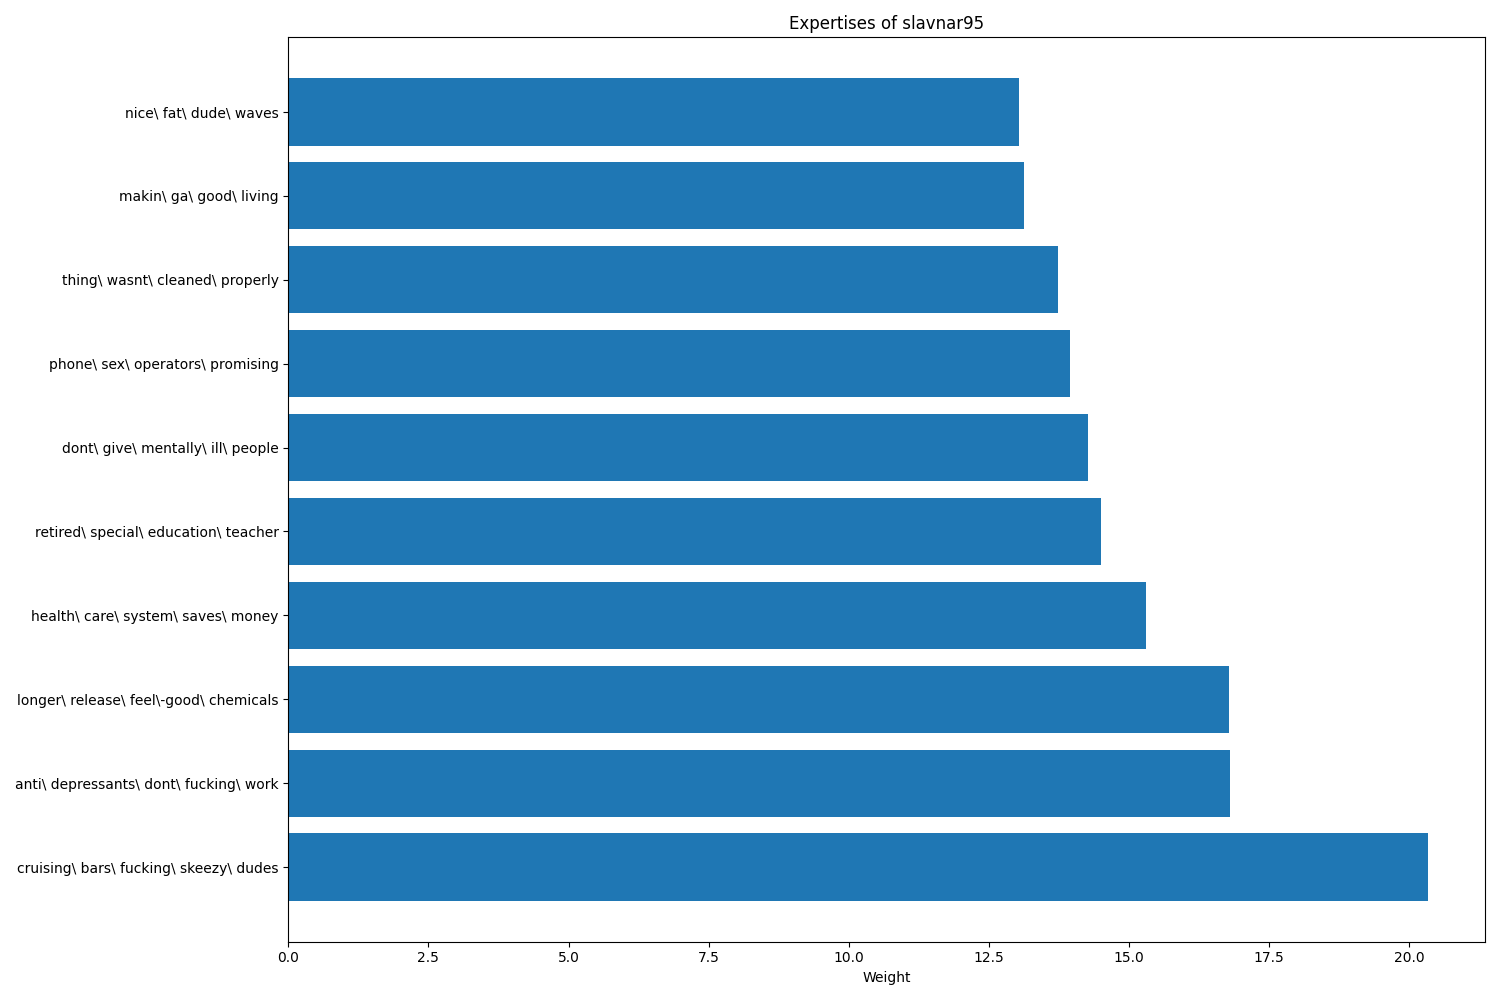 Expertises of slavnar95
nice\ fat\ dude\ waves
makin\ ga\ good\ living
thing\ wasnt\ cleaned\ properly
phone\ sex\ operators\ promising
dont\ give\ mentally\ ill\ people
retired\ special\ education\ teacher
health\ care\ system\ saves\ money
longer\ release\ feel\-good\ chemicals
anti\ depressants\ dont\ fucking\ work
cruising\ bars\ fucking\ skeezy\ dudes
0.0 2.5 5.0 7.5 10.0 12.5 15.0 17.5 20.0
Weight